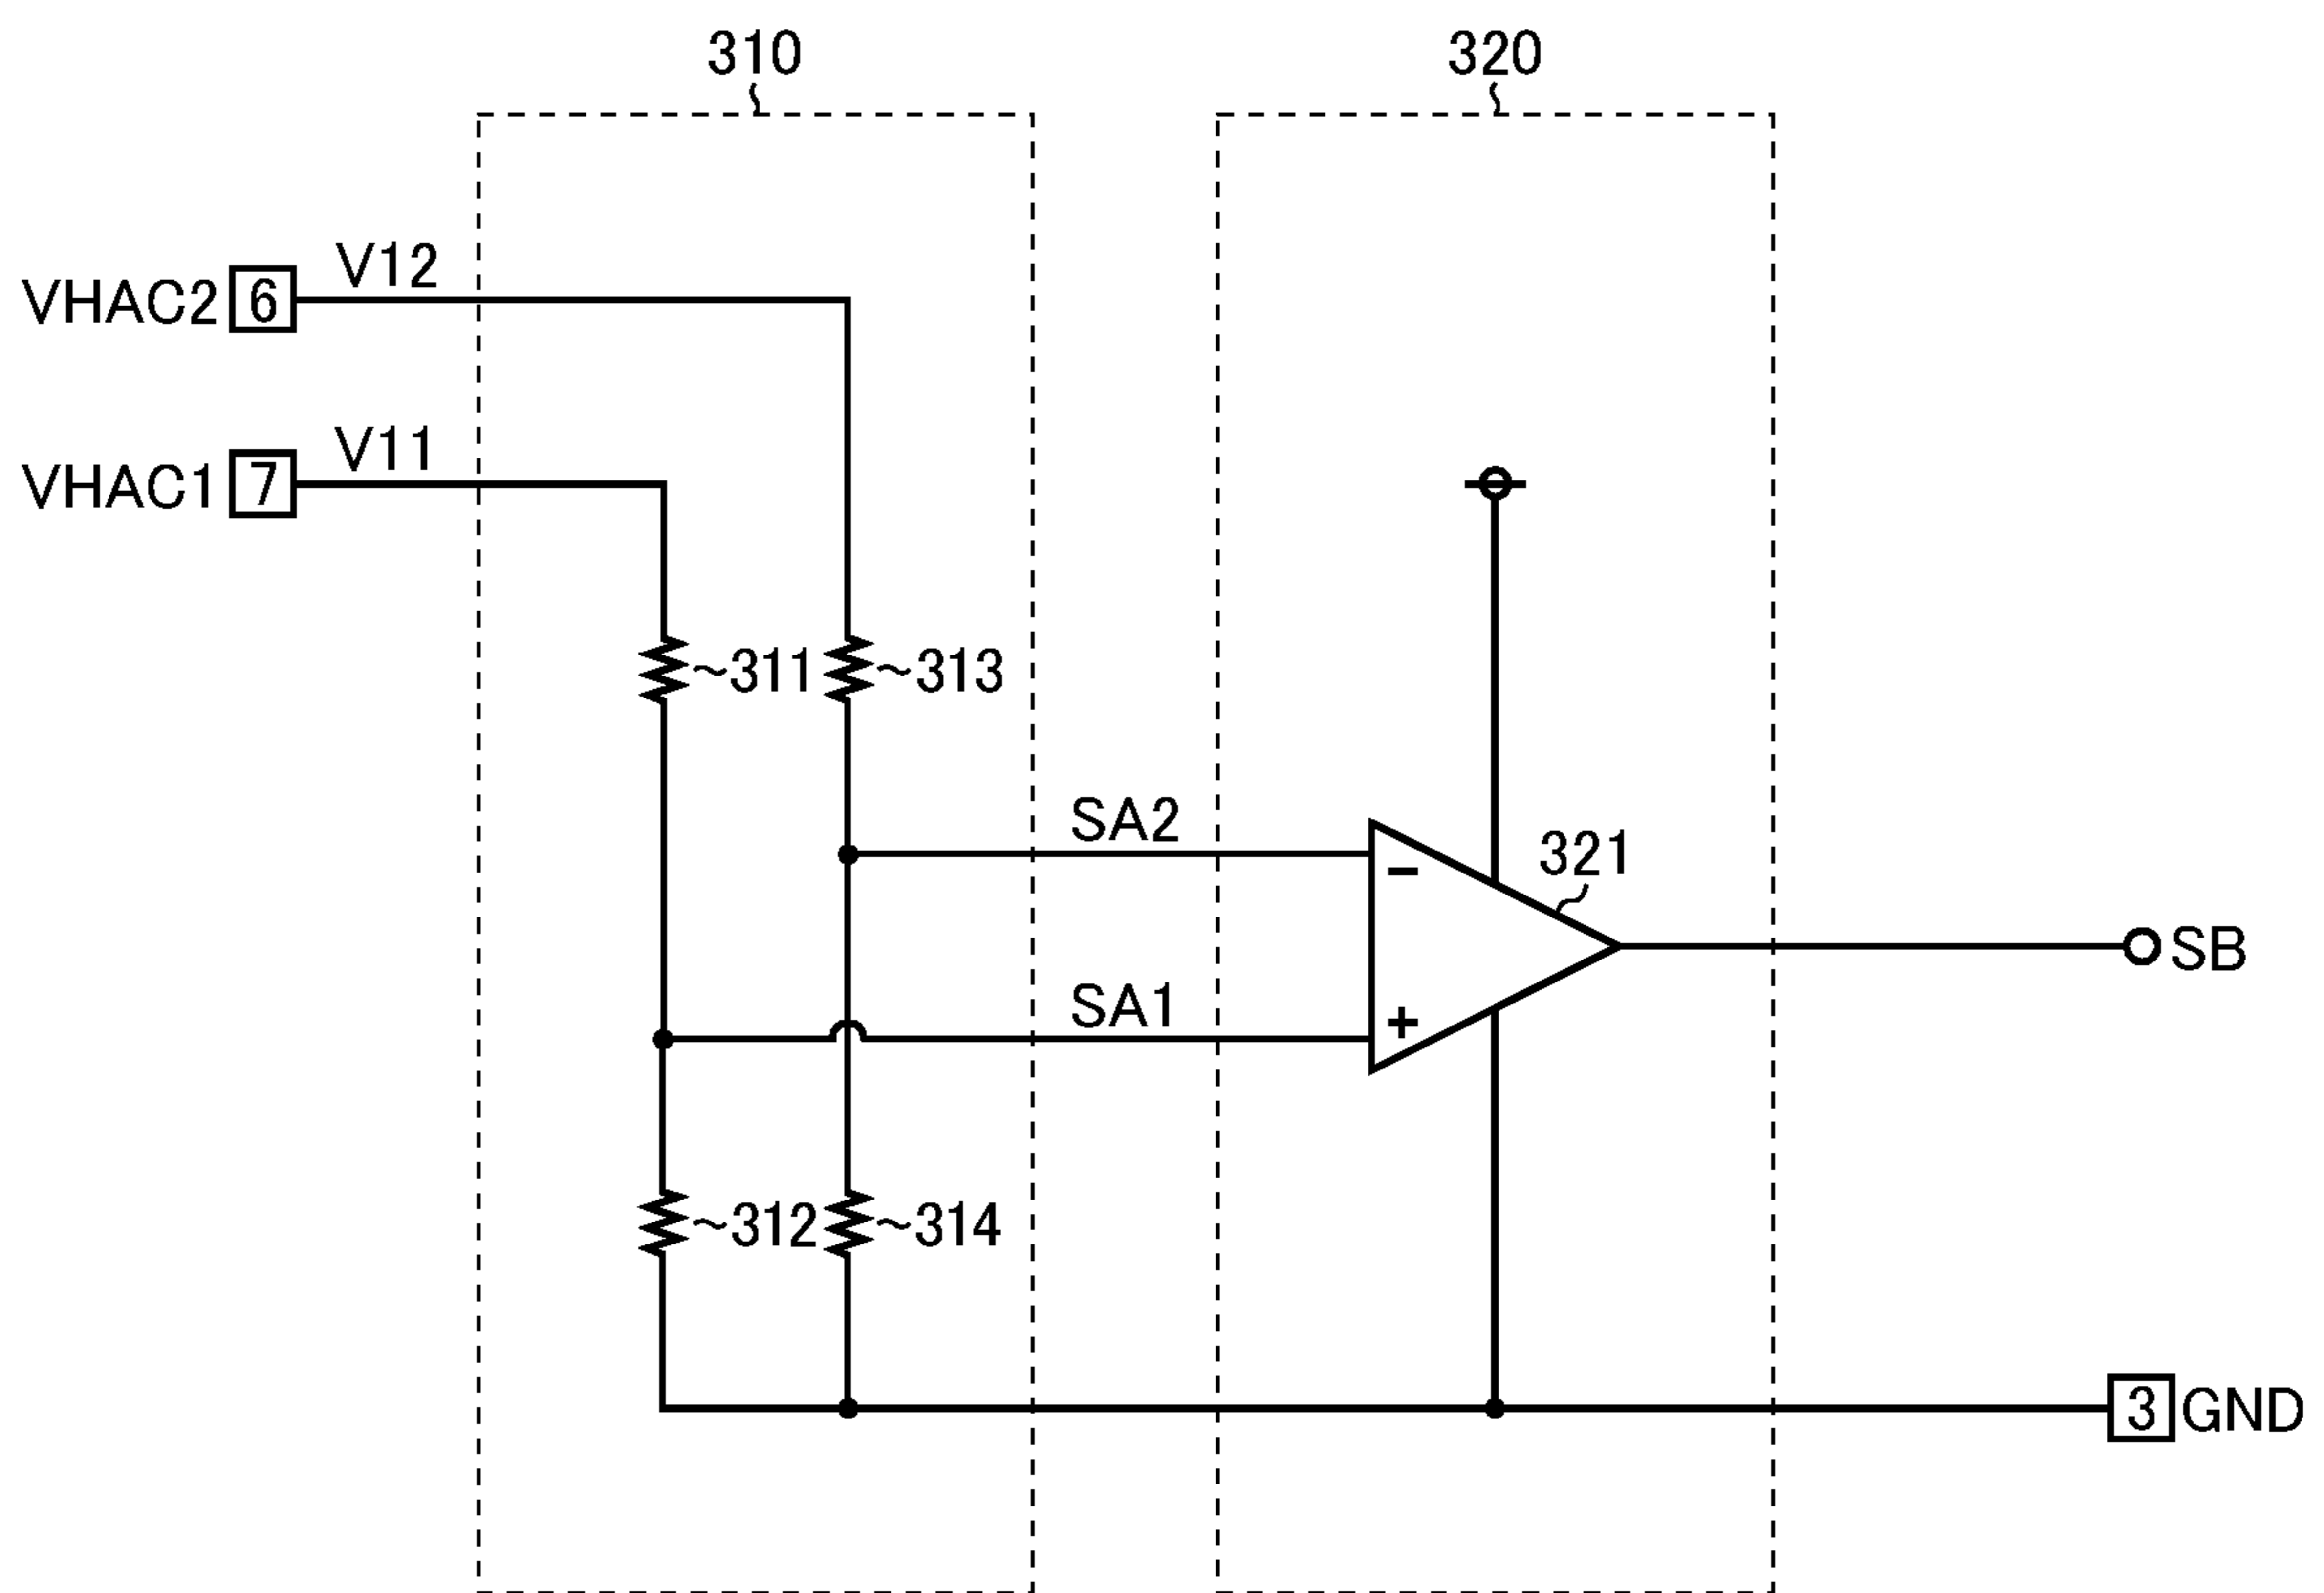 310
320
V12
VHAC2 6
V11
VHAC1 7
~311
~313
SA2
321
-
SB
SA1
+
~312
~314
3 GND